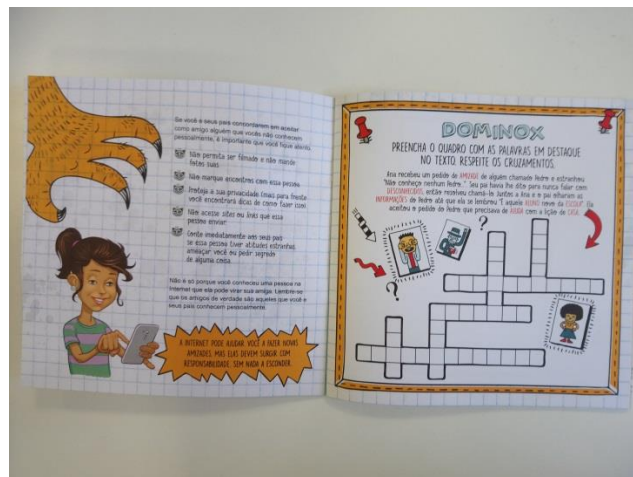 Se você e seus pais concordarem em aceitar
como amigo alguém que vocês não conhecem
pessoalmente, é importante que você fique atento.
Não permita ser filmado e não mande
fotos suas.
Não marque encontros com essa pessoa.
Proteja a sua privacidade (mais para frente
você encontrará dicas de como fazer isso).
Não acesse sites ou links que essa
pessoa enviar.
Conte imediatamente aos seus pais
se essa pessoa tiver atitudes estranhas,
ameaçar você ou pedir segredo
de alguma coisa.
Não é só porque você conheceu uma pessoa na
internet que ela pode virar sua amiga. Lembre-se
que os amigos de verdade são aqueles que você e
seus pais conhecem pessoalmente.
A INTERNET PODE AJUDAR VOCÊ A FAZER NOVAS
AMIZADES, MAS ELAS DEVEM SURGIR COM
RESPONSABILIDADE, SEM NADA A ESCONDER.
DOMINOX
PREENCHA O QUADRO COM AS PALAVRAS EM DESTAQUE
NO TEXTO. RESPEITE OS CRUZAMENTOS.
Ana recebeu um pedido de AMIZADE de alguém chamado Pedro e estranhou:
"Não conheço nenhum Pedro." Seu pai havia lhe dito para nunca falar com
DESCONHECIDOS, então resolveu chamá-lo. Juntos a Ana e o pai olharam as
INFORMAÇÕES do Pedro até que ela se lembrou: "É aquele ALUNO novo da ESCOLA". Ela
aceitou o pedido do Pedro que precisava de AJUDA com a lição de CASA.
?
?